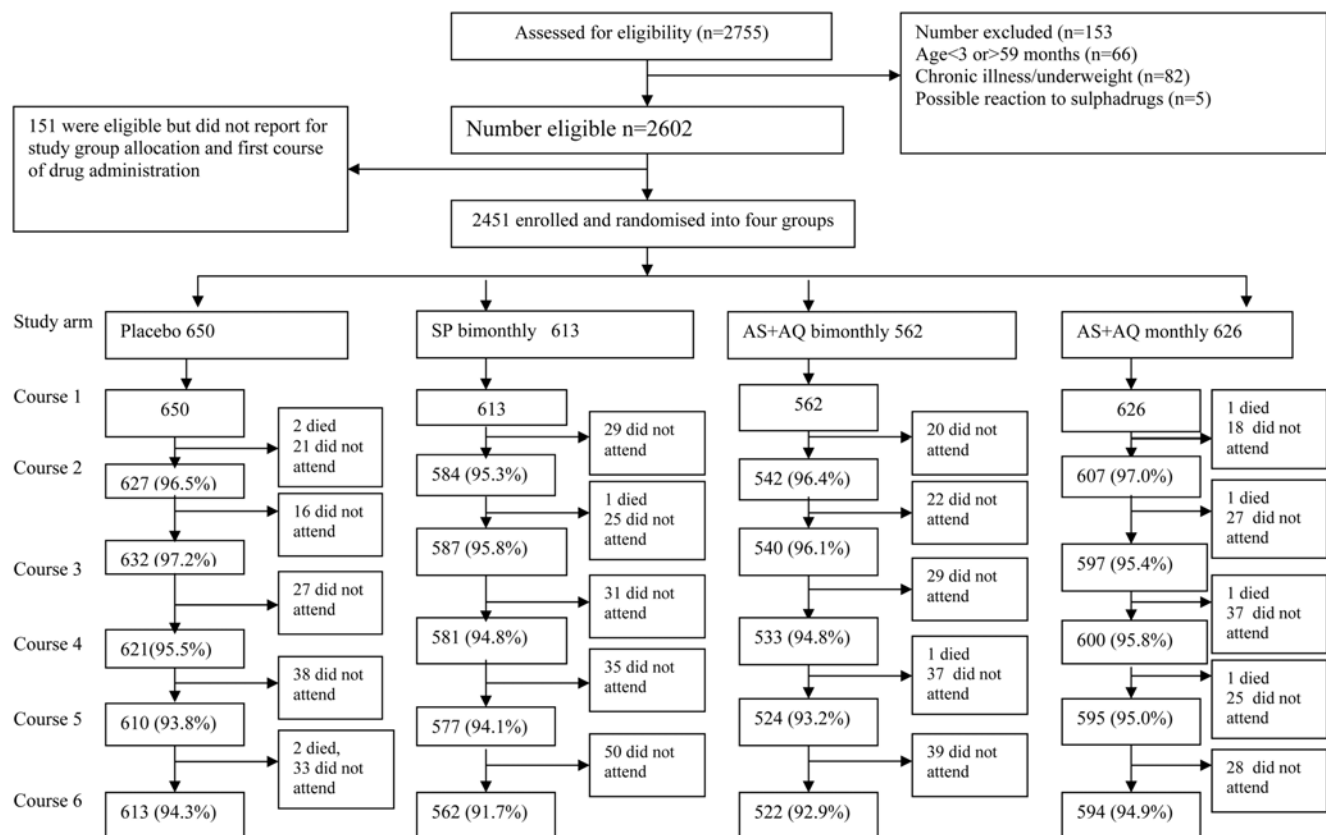 Assessed for eligibility (n=2755)
Number excluded (n=153
Age<3 or>59 months (n=66)
Chronic illness/underweight (n=82)
Possible reaction to sulphadrugs (n=5)
Number eligible n=2602
151 were eligible but did not report for
study group allocation and first course
of drug administration
2451 enrolled and randomised into four groups
Study arm
Placebo 650
SP bimonthly 613
AS+AQ bimonthly 562
AS+AQ monthly 626
Course 1
650
613
562
626
2 died
21 did not
attend
29 did not
attend
20 did not
attend
1 died
18 did not
attend
Course 2
627 (96.5%)
584 (95.3%)
542 (96.4%)
607 (97.0%)
16 did not
attend
1 died
25 did not
attend
22 did not
attend
1 died
27 did not
attend
Course 3
632 (97.2%)
587 (95.8%)
540 (96.1%)
597 (95.4%)
27 did not
attend
31 did not
attend
29 did not
attend
1 died
37 did not
attend
Course 4
621(95.5%)
581 (94.8%)
533 (94.8%)
600 (95.8%)
38 did not
attend
35 did not
attend
1 died
37 did not
attend
1 died
25 did not
attend
Course 5
610 (93.8%)
577 (94.1%)
524 (93.2%)
595 (95.0%)
2 died,
33 did not
attend
50 did not
attend
39 did not
attend
28 did not
attend
Course 6
613 (94.3%)
562 (91.7%)
522 (92.9%)
594 (94.9%)